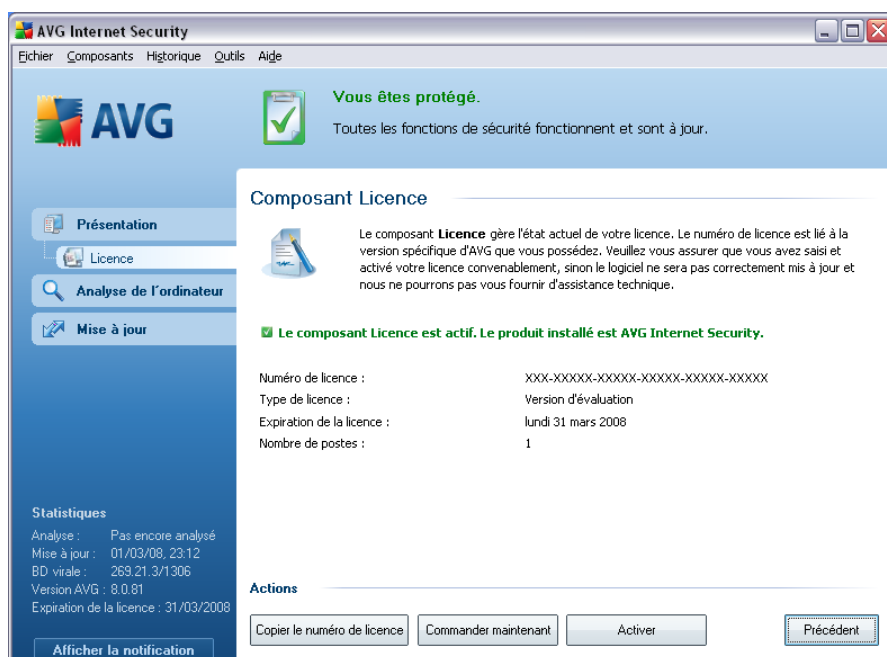 AVG Internet Security
Fichier Composants Historique Outils Aide
AVG
Vous êtes protégé.
Toutes les fonctions de sécurité fonctionnent et sont à jour.
Présentation
Licence
Analyse de l'ordinateur
Mise à jour
Composant Licence
Le composant Licence gère l'état actuel de votre licence. Le numéro de licence est lié à la
version spécifique d'AVG que vous possédez. Veuillez vous assurer que vous avez saisi et
activé votre licence convenablement, sinon le logiciel ne sera pas correctement mis à jour et
nous ne pourrons pas vous fournir d'assistance technique.
Le composant Licence est actif. Le produit installé est AVG Internet Security.
Numéro de licence : XXX-XXXXX-XXXXX-XXXXX-XXXXX-XXXXX
Type de licence : Version d'évaluation
Expiration de la licence : lundi 31 mars 2008
Nombre de postes : 1
Statistiques
Analyse : Pas encore analysé
Mise à jour : 01/03/08, 23:12
BD virale : 269.21.3/1306
Version AVG : 8.0.81
Expiration de la licence : 31/03/2008
Afficher la notification
Actions
Copier le numéro de licence Commander maintenant Activer Précédent